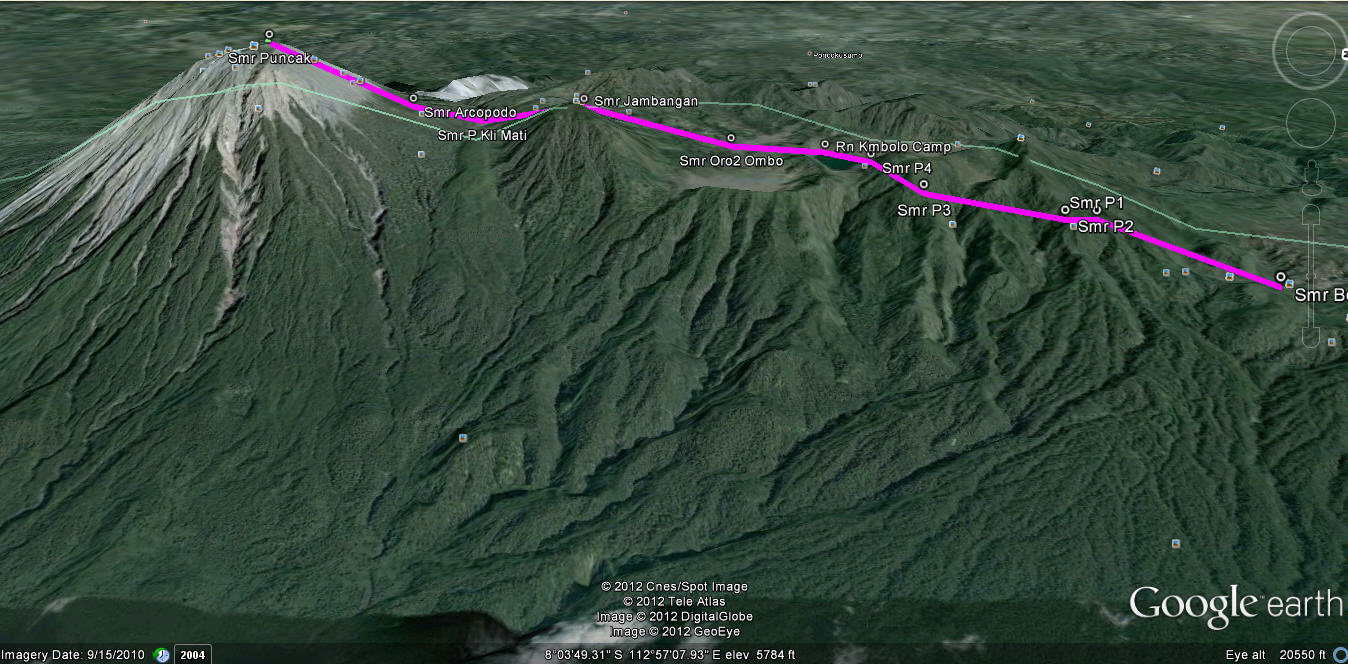 Smr Puncak
Smr Arcopodo
Smr P. Kli Mati
Smr Jambangan
Smr Oro2 Ombo
Rn Kmbolo Camp
Smr P4
Smr P3
Smr P1
Smr P2
Smr Be
© 2012 Cnes/Spot Image
© 2012 Tele Atlas
Image © 2012 DigitalGlobe
Image © 2012 GeoEye
Google earth
Imagery Date: 9/15/2010
2004
8°03'49.31" S 112°57'07.93" E elev 5784 ft
Eye alt 20550 ft